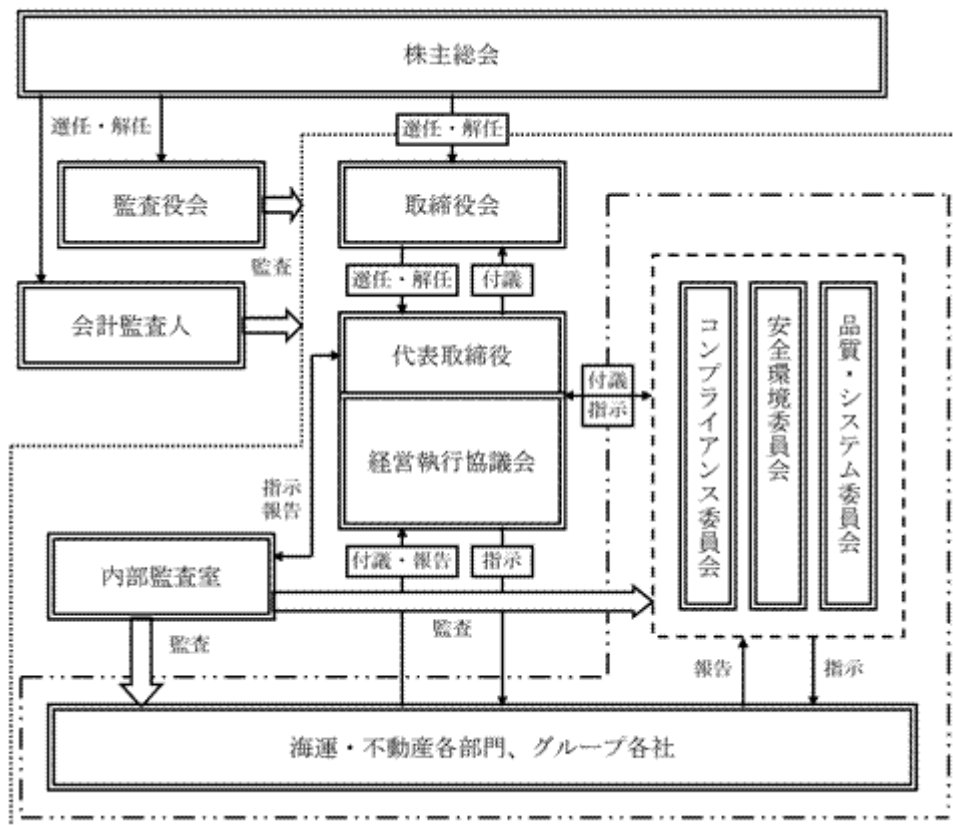 株主総会
選任・解任
選任・解任
監査役会
取締役会
監査
選任・解任
付議
会計監査人
代表取締役
付議
指示
経営執行協議会
コンプライアンス委員会
安全環境委員会
品質・システム委員会
指示
報告
内部監査室
付議・報告
指示
監査
監査
報告
指示
海運・不動産各部門、グループ各社